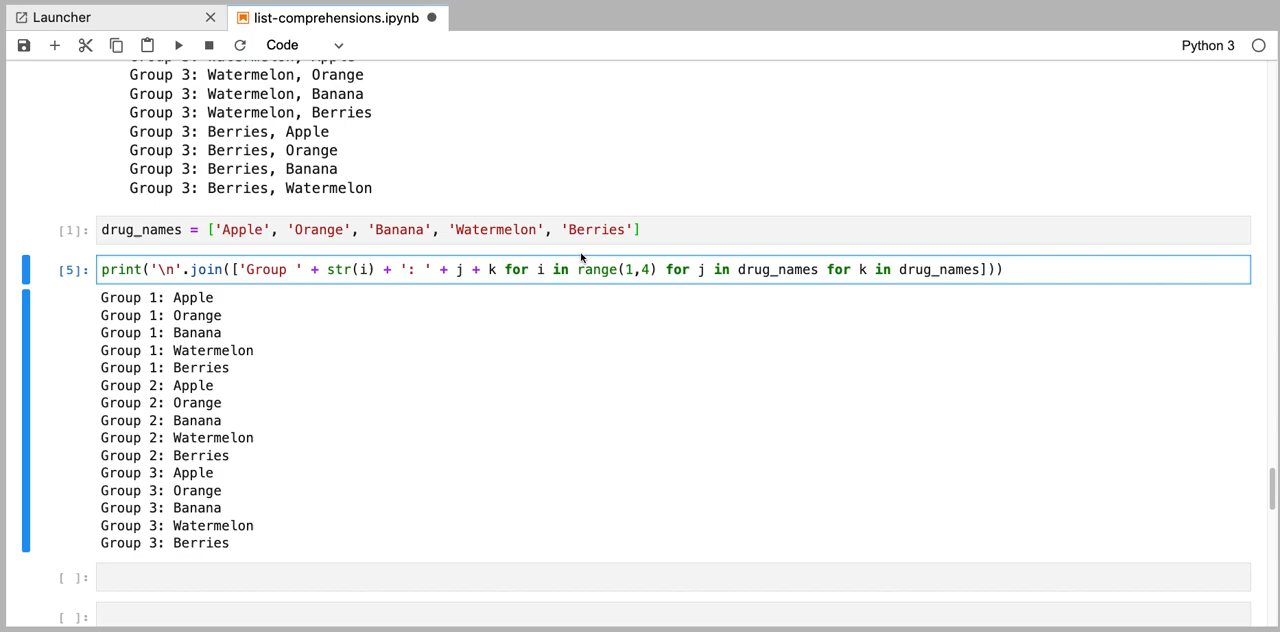 Launcher
list-comprehensions.ipynb
Code
Python 3
Group 3: Watermelon, Apple
Group 3: Watermelon, Orange
Group 3: Watermelon, Banana
Group 3: Watermelon, Berries
Group 3: Berries, Apple
Group 3: Berries, Orange
Group 3: Berries, Banana
Group 3: Berries, Watermelon
[1]: drug_names = ['Apple', 'Orange', 'Banana', 'Watermelon', 'Berries']
[5]: print('\n'.join(['Group ' + str(i) + ': ' + j + k for i in range(1,4) for j in drug_names for k in drug_names]))
Group 1: Apple
Group 1: Orange
Group 1: Banana
Group 1: Watermelon
Group 1: Berries
Group 2: Apple
Group 2: Orange
Group 2: Banana
Group 2: Watermelon
Group 2: Berries
Group 3: Apple
Group 3: Orange
Group 3: Banana
Group 3: Watermelon
Group 3: Berries
[ ]:
[ ]: